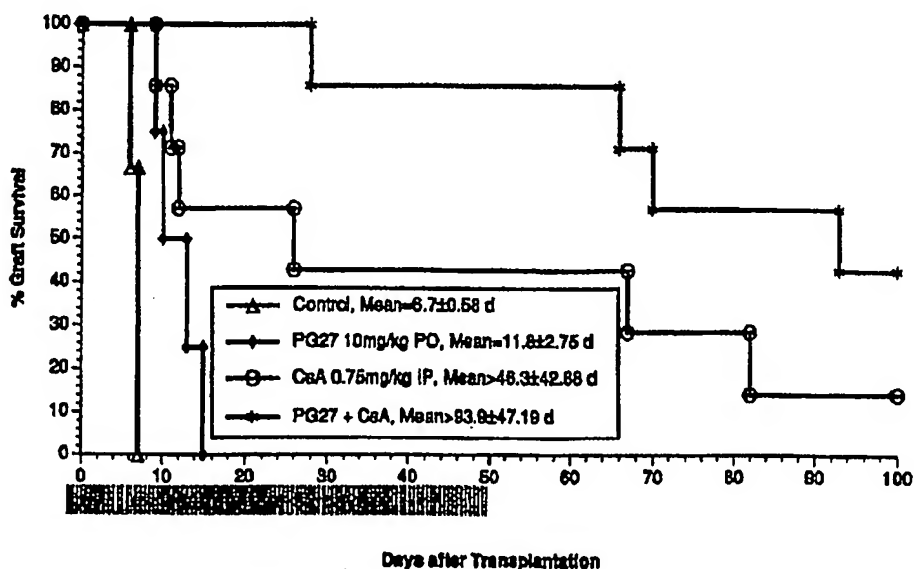 100
90
80
70
60
50
40
30
20
10
0
% Graft Survival
Control, Mean=6.7±0.58 d
PG27 10mg/kg PO, Mean=11.8±2.75 d
CsA 0.75mg/kg IP, Mean>46.3±42.88 d
PG27 + CsA, Mean>93.9±47.19 d
0 10 20 30 40 50 60 70 80 90 100
Days after Transplantation